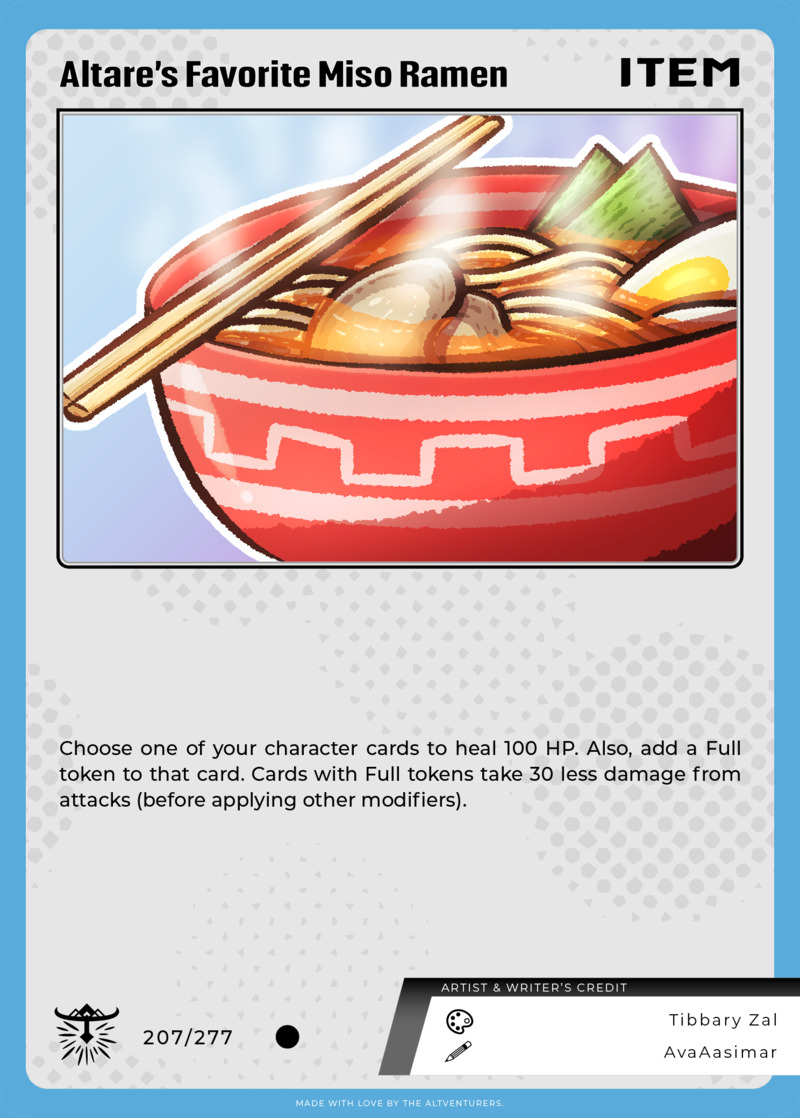 Altare's Favorite Miso Ramen
ITEM
Choose one of your character cards to heal 100 HP. Also, add a Full
token to that card. Cards with Full tokens take 30 less damage from
attacks (before applying other modifiers).
ARTIST & WRITER'S CREDIT
Tibbary Zal
AvaAasimar
207/277
MADE WITH LOVE BY THE ALTVENTURERS.